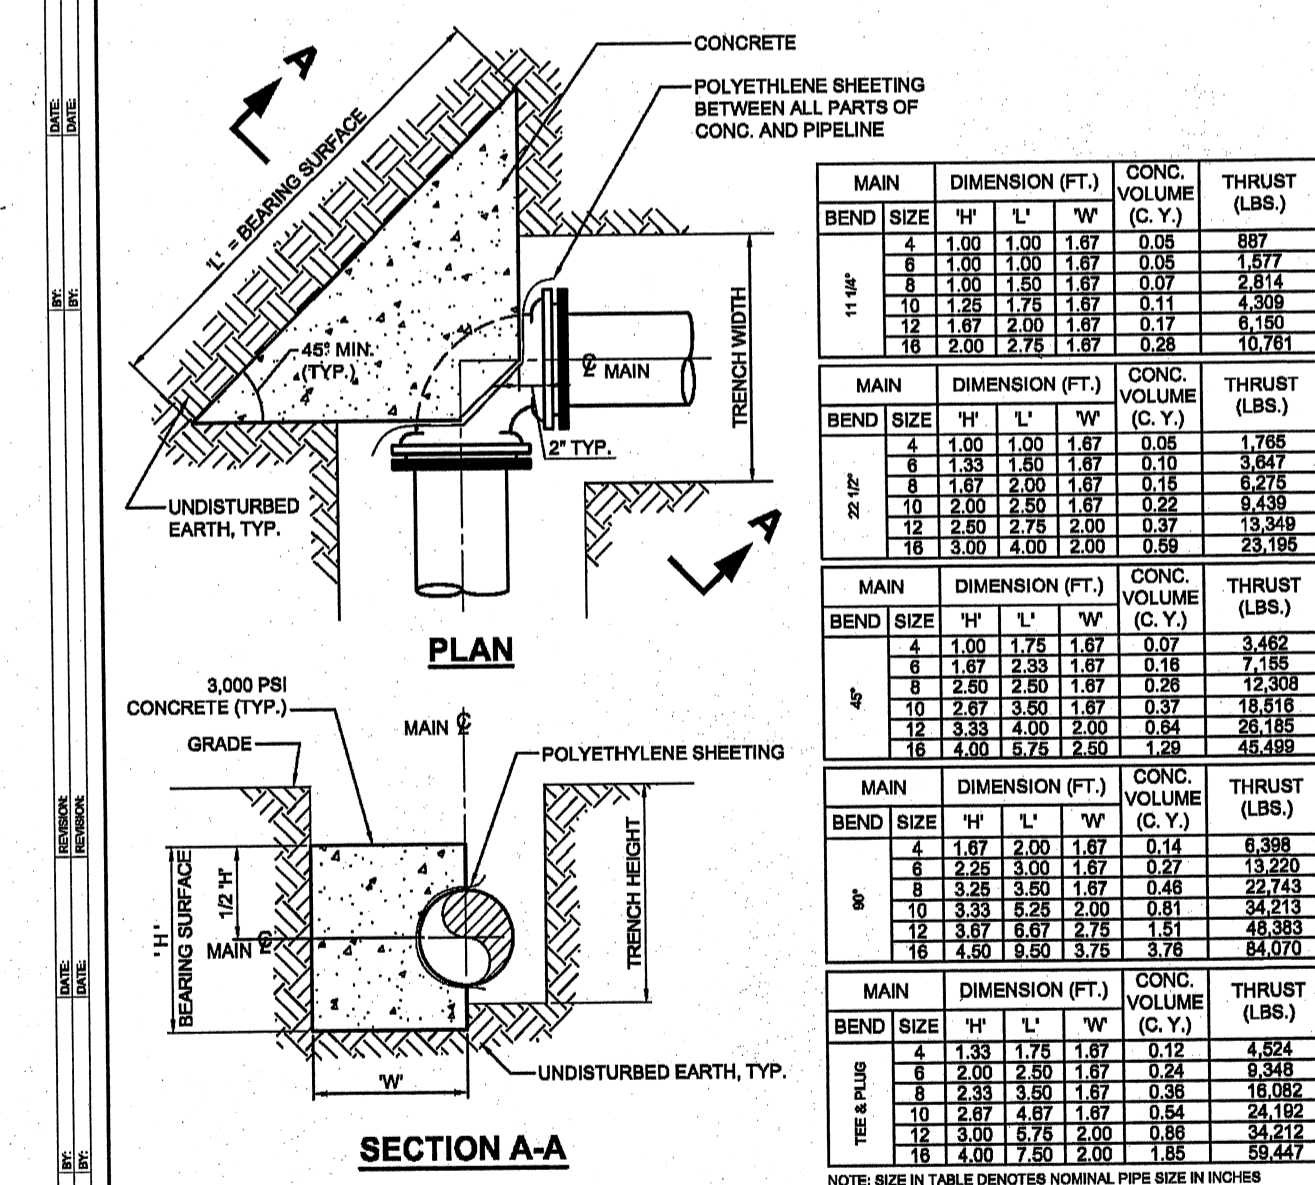 DATE:
DATE:
BY:
BY:
REVISION:
REVISION:
DATE:
DATE:
BY:
BY:
A
CONCRETE
POLYETHLENE SHEETING
BETWEEN ALL PARTS OF
CONC. AND PIPELINE
'L' = BEARING SURFACE
45° MIN.
(TYP.)
℄ MAIN
TRENCH WIDTH
2" TYP.
UNDISTURBED
EARTH, TYP.
A
PLAN
3,000 PSI
CONCRETE (TYP.)
MAIN ℄
GRADE
POLYETHYLENE SHEETING
'H'
BEARING SURFACE
1/2 'H'
MAIN ℄
TRENCH HEIGHT
'W'
UNDISTURBED EARTH, TYP.
SECTION A-A
MAIN DIMENSION (FT.) CONC. VOLUME (C. Y.) THRUST (LBS.)
BEND SIZE 'H' 'L' 'W'
11 1/4°
4 1.00 1.00 1.67 0.05 887
6 1.00 1.00 1.67 0.05 1,577
8 1.00 1.50 1.67 0.07 2,814
10 1.25 1.75 1.67 0.11 4,309
12 1.67 2.00 1.67 0.17 6,150
16 2.00 2.75 1.67 0.28 10,761
MAIN DIMENSION (FT.) CONC. VOLUME (C. Y.) THRUST (LBS.)
BEND SIZE 'H' 'L' 'W'
22 1/2°
4 1.00 1.00 1.67 0.05 1,765
6 1.33 1.50 1.67 0.10 3,647
8 1.67 2.00 1.67 0.15 6,275
10 2.00 2.50 1.67 0.22 9,439
12 2.50 2.75 2.00 0.37 13,349
16 3.00 4.00 2.00 0.59 23,195
MAIN DIMENSION (FT.) CONC. VOLUME (C. Y.) THRUST (LBS.)
BEND SIZE 'H' 'L' 'W'
45°
4 1.00 1.75 1.67 0.07 3,462
6 1.67 2.33 1.67 0.16 7,155
8 2.50 2.50 1.67 0.26 12,308
10 2.67 3.50 1.67 0.37 18,516
12 3.33 4.00 2.00 0.64 26,185
16 4.00 5.75 2.50 1.29 45,499
MAIN DIMENSION (FT.) CONC. VOLUME (C. Y.) THRUST (LBS.)
BEND SIZE 'H' 'L' 'W'
90°
4 1.67 2.00 1.67 0.14 6,398
6 2.25 3.00 1.67 0.27 13,220
8 3.25 3.50 1.67 0.46 22,743
10 3.33 5.25 2.00 0.81 34,213
12 3.67 6.67 2.75 1.51 48,383
16 4.50 9.50 3.75 3.76 84,070
MAIN DIMENSION (FT.) CONC. VOLUME (C. Y.) THRUST (LBS.)
BEND SIZE 'H' 'L' 'W'
TEE & PLUG
4 1.33 1.75 1.67 0.12 4,524
6 2.00 2.50 1.67 0.24 9,348
8 2.33 3.50 1.67 0.36 16,082
10 2.67 4.67 1.67 0.54 24,192
12 3.00 5.75 2.00 0.86 34,212
16 4.00 7.50 2.00 1.85 59,447
NOTE: SIZE IN TABLE DENOTES NOMINAL PIPE SIZE IN INCHES